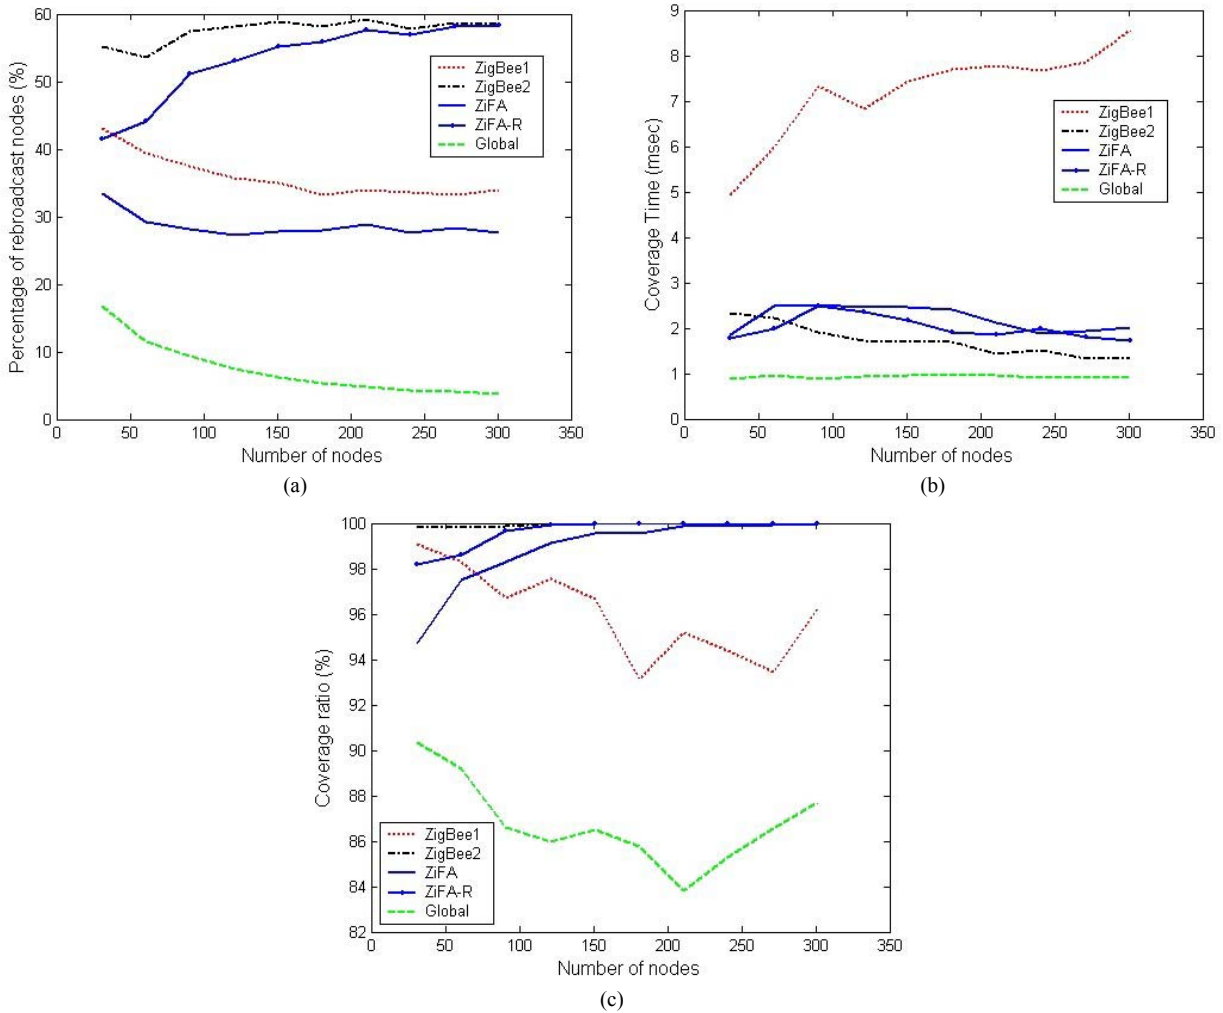 Percentage of rebroadcast nodes (%)
60
50
40
30
20
10
0
0 50 100 150 200 250 300 350
Number of nodes
ZigBee1
ZigBee2
ZiFA
ZiFA-R
Global
(a)
Coverage Time (msec)
9
8
7
6
5
4
3
2
1
0
0 50 100 150 200 250 300 350
Number of nodes
ZigBee1
ZigBee2
ZiFA
ZiFA-R
Global
(b)
Coverage ratio (%)
100
98
96
94
92
90
88
86
84
82
0 50 100 150 200 250 300 350
Number of nodes
ZigBee1
ZigBee2
ZiFA
ZiFA-R
Global
(c)